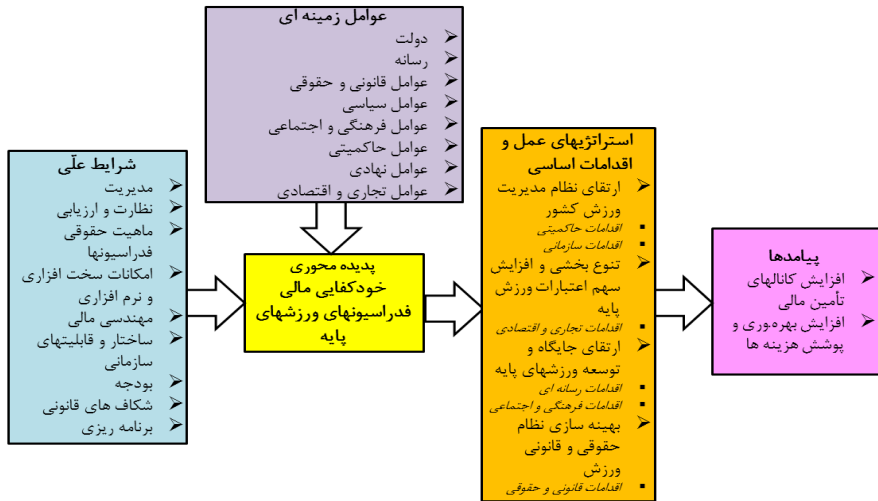 عوامل زمینه ای
دولت
رسانه
عوامل قانونی و حقوقی
عوامل سیاسی
عوامل فرهنگی و اجتماعی
عوامل حاکمیتی
عوامل نهادی
عوامل تجاری و اقتصادی
شرایط علّی
مدیریت
نظارت و ارزیابی
ماهیت حقوقی
فدراسیونها
امکانات سخت افزاری
و نرم افزاری
مهندسی مالی
ساختار و قابلیتهای
سازمانی
بودجه
شکاف های قانونی
برنامه ریزی
پدیده محوری
خودکفایی مالی
فدراسیونهای ورزشهای
پایه
استراتژیهای عمل و
اقدامات اساسی
ارتقای نظام مدیریت
ورزش کشور
اقدامات حاکمیتی
اقدامات سازمانی
تنوع بخشی و افزایش
سهم اعتبارات ورزش
پایه
اقدامات تجاری و اقتصادی
ارتقای جایگاه و
توسعه ورزشهای پایه
اقدامات رسانه ای
اقدامات فرهنگی و اجتماعی
بهینه سازی نظام
حقوقی و قانونی
ورزش
اقدامات قانونی و حقوقی
پیامدها
افزایش کانالهای
تأمین مالی
افزایش بهره.وری و
پوشش هزینه ها